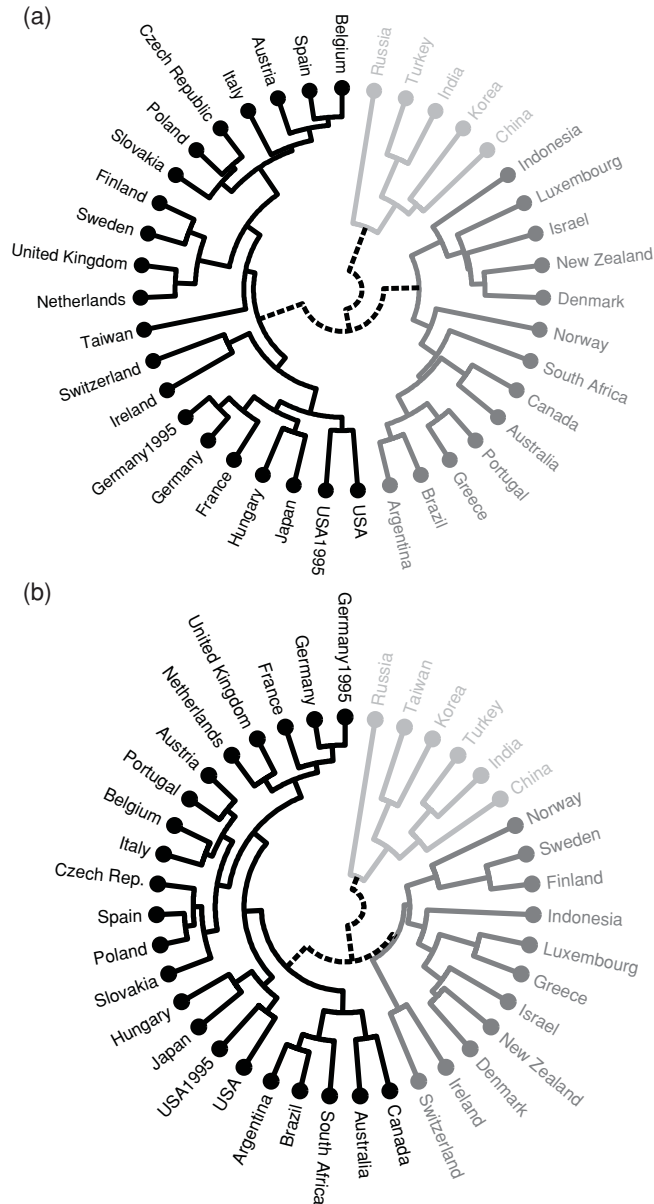 (a)
Belgium
Spain
Austria
Italy
Czech Republic
Poland
Slovakia
Finland
Sweden
United Kingdom
Netherlands
Taiwan
Switzerland
Ireland
Germany1995
Germany
France
Hungary
Japan
USA1995
USA
Argentina
Brazil
Greece
Portugal
Australia
Canada
South Africa
Norway
Denmark
New Zealand
Israel
Luxembourg
Indonesia
China
Korea
India
Turkey
Russia
(b)
Germany1995
Germany
France
United Kingdom
Netherlands
Austria
Portugal
Belgium
Italy
Czech Rep.
Spain
Poland
Slovakia
Hungary
Japan
USA1995
USA
Argentina
Brazil
South Africa
Australia
Canada
Switzerland
Ireland
Denmark
New Zealand
Israel
Greece
Luxembourg
Indonesia
Finland
Sweden
Norway
China
India
Turkey
Korea
Taiwan
Russia